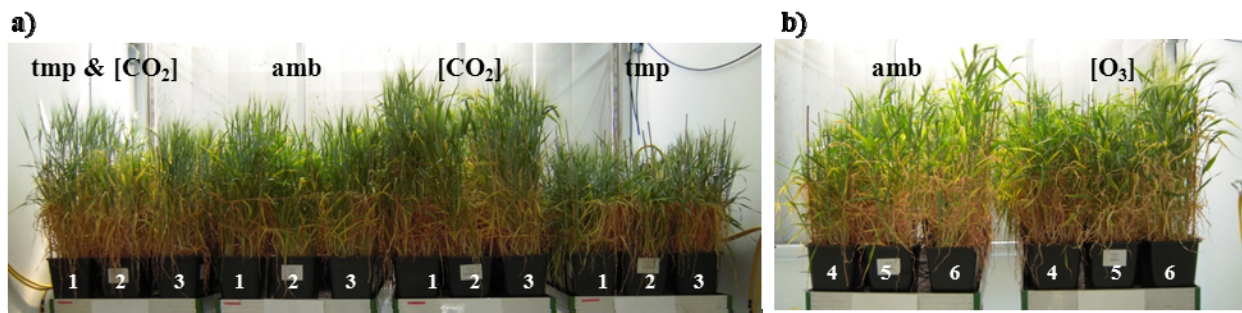 a)
tmp & [CO₂] amb [CO₂] tmp
1 2 3 1 2 3 1 2 3 1 2 3
b)
amb [O₃]
4 5 6 4 5 6